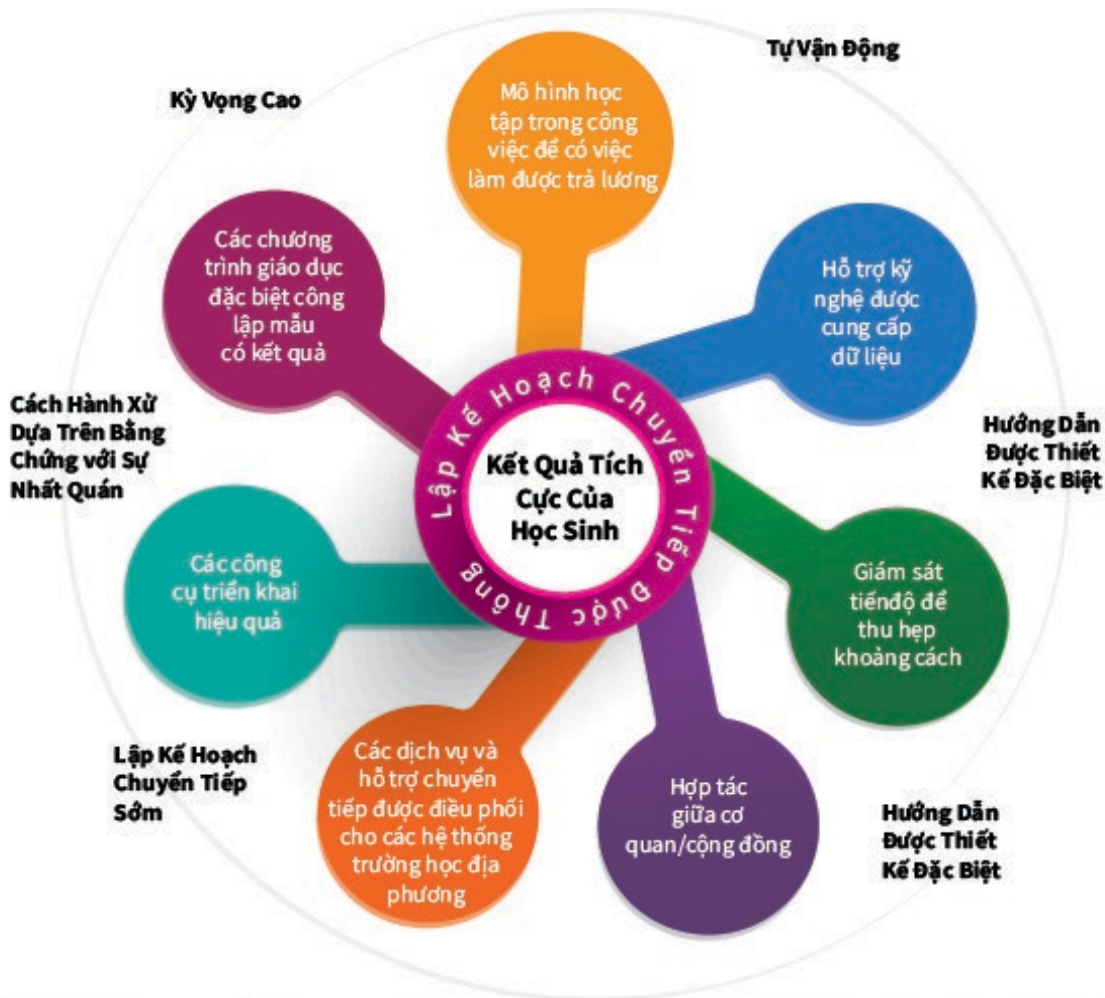 Tự Vận Động
Kỳ Vọng Cao
Mô hình học
tập trong công
việc để có việc
làm được trả lương
Các chương
trình giáo dục
đặc biệt công
lập mẫu
có kết quả
Hỗ trợ kỹ
nghệ được
cung cấp
dữ liệu
Cách Hành Xử
Dựa Trên Bằng
Chứng với Sự
Nhất Quán
Hướng Dẫn
Được Thiết
Kế Đặc Biệt
Lập Kế Hoạch Chuyển Tiếp Được Thống
Kết Quả Tích
Cực Của
Học Sinh
Các công
cụ triển khai
hiệu quả
Giám sát
tiếnđộ để
thu hẹp
khoảng cách
Lập Kế Hoạch
Chuyển Tiếp
Sớm
Các dịch vụ và
hỗ trợ chuyển
tiếp được điều phối
cho các hệ thống
trường học địa
phương
Hợp tác
giữa cơ
quan/cộng đồng
Hướng Dẫn
Được Thiết
Kế Đặc Biệt